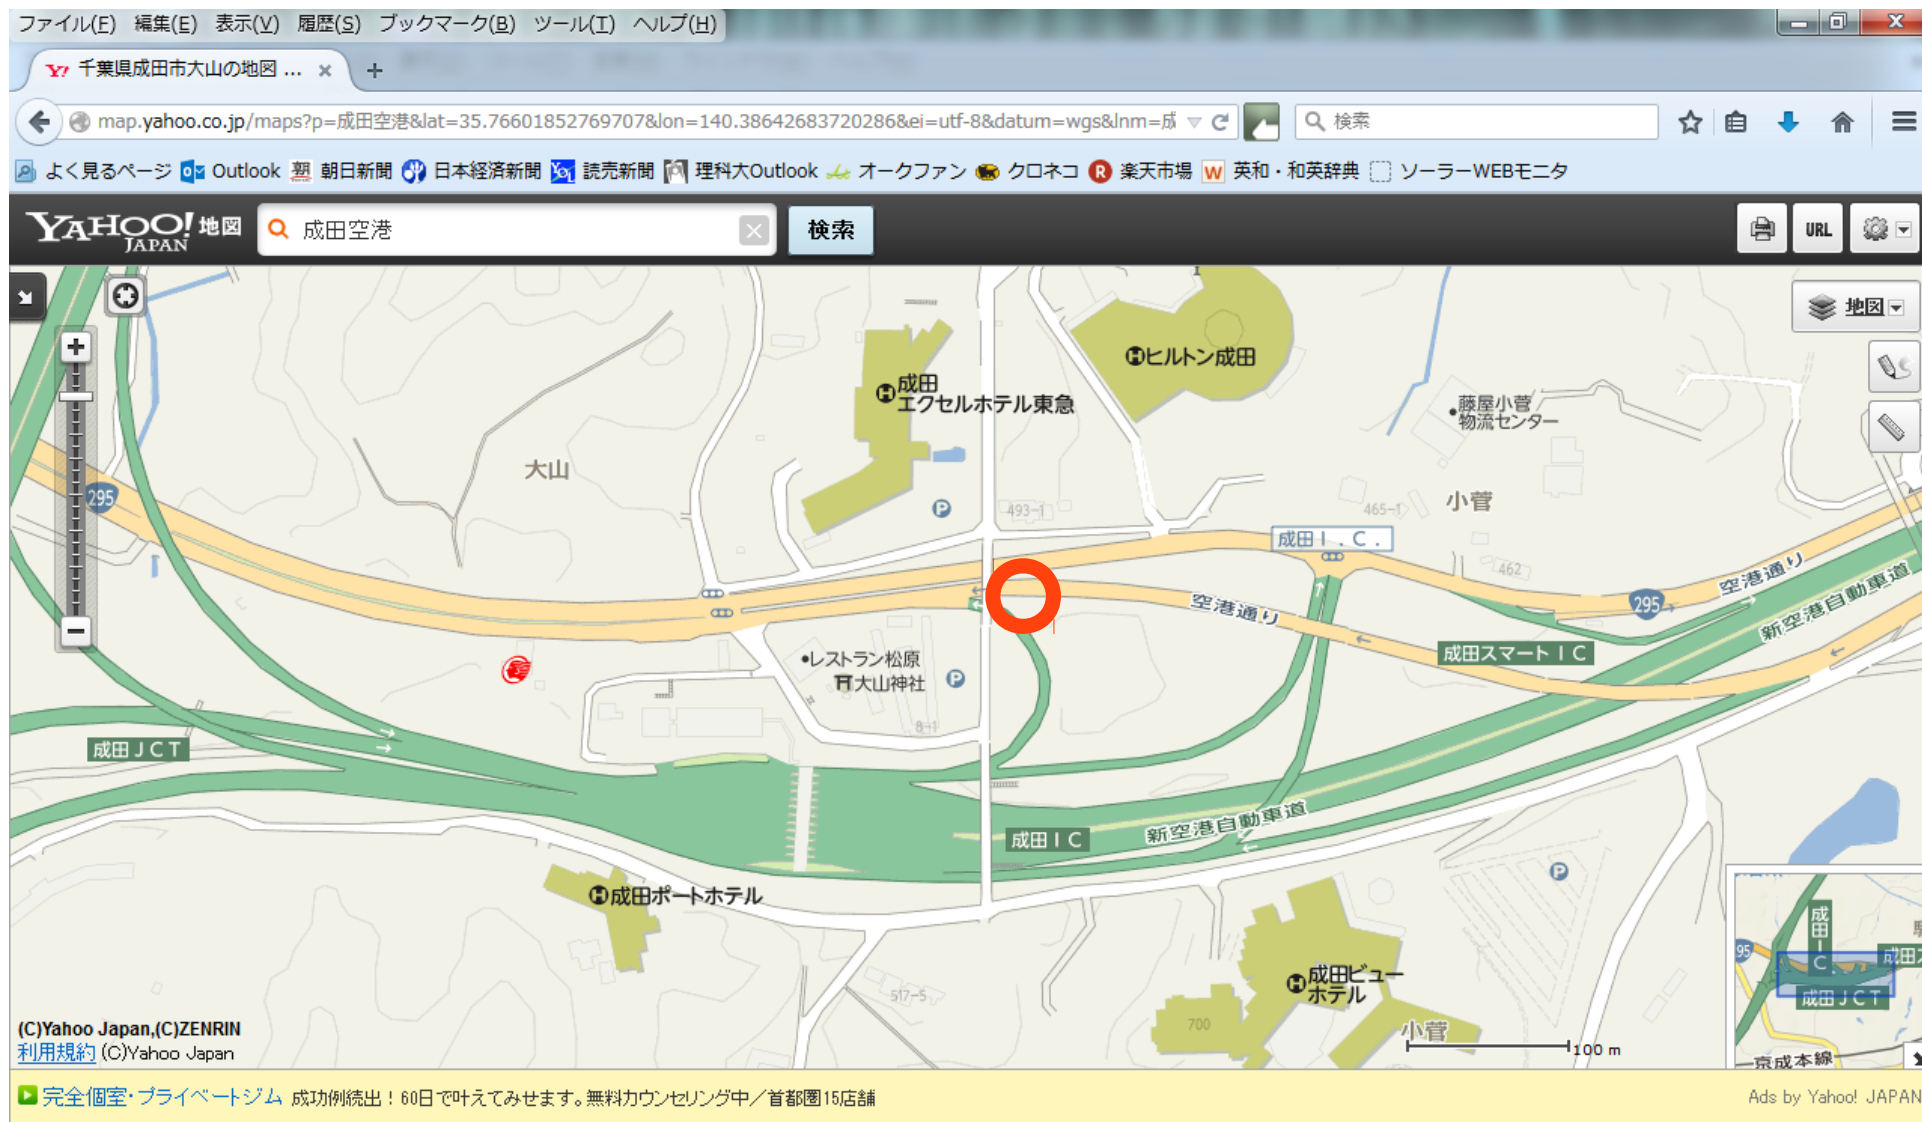 ファイル(F) 編集(E) 表示(V) 履歴(S) ブックマーク(B) ツール(T) ヘルプ(H)
Y! 千葉県成田市大山の地図 ... × +
map.yahoo.co.jp/maps?p=成田空港&lat=35.76601852769707&lon=140.38642683720286&ei=utf-8&datum=wgs&lnm=成
検索
よく見るページ Outlook 朝日新聞 日本経済新聞 読売新聞 理科大Outlook オークファン クロネコ 楽天市場 英和・和英辞典 ソーラーWEBモニタ
YAHOO! JAPAN 地図
成田空港
検索
URL
地図
ヒルトン成田
成田
エクセルホテル東急
藤屋小菅
物流センター
大山
295
493-1
465-1
小菅
成田I.C.
462
空港通り
295
空港通り
新空港自動車道
成田スマートIC
レストラン松原
大山神社
8-1
成田JCT
成田IC
新空港自動車道
成田ポートホテル
成田ビュー
ホテル
517-5
700
小菅
100 m
成田IC
95
成田JCT
京成本線
(C)Yahoo Japan,(C)ZENRIN
利用規約 (C)Yahoo Japan
完全個室・プライベートジム 成功例続出！60日で叶えてみせます。無料カウンセリング中／首都圏15店舗
Ads by Yahoo! JAPAN